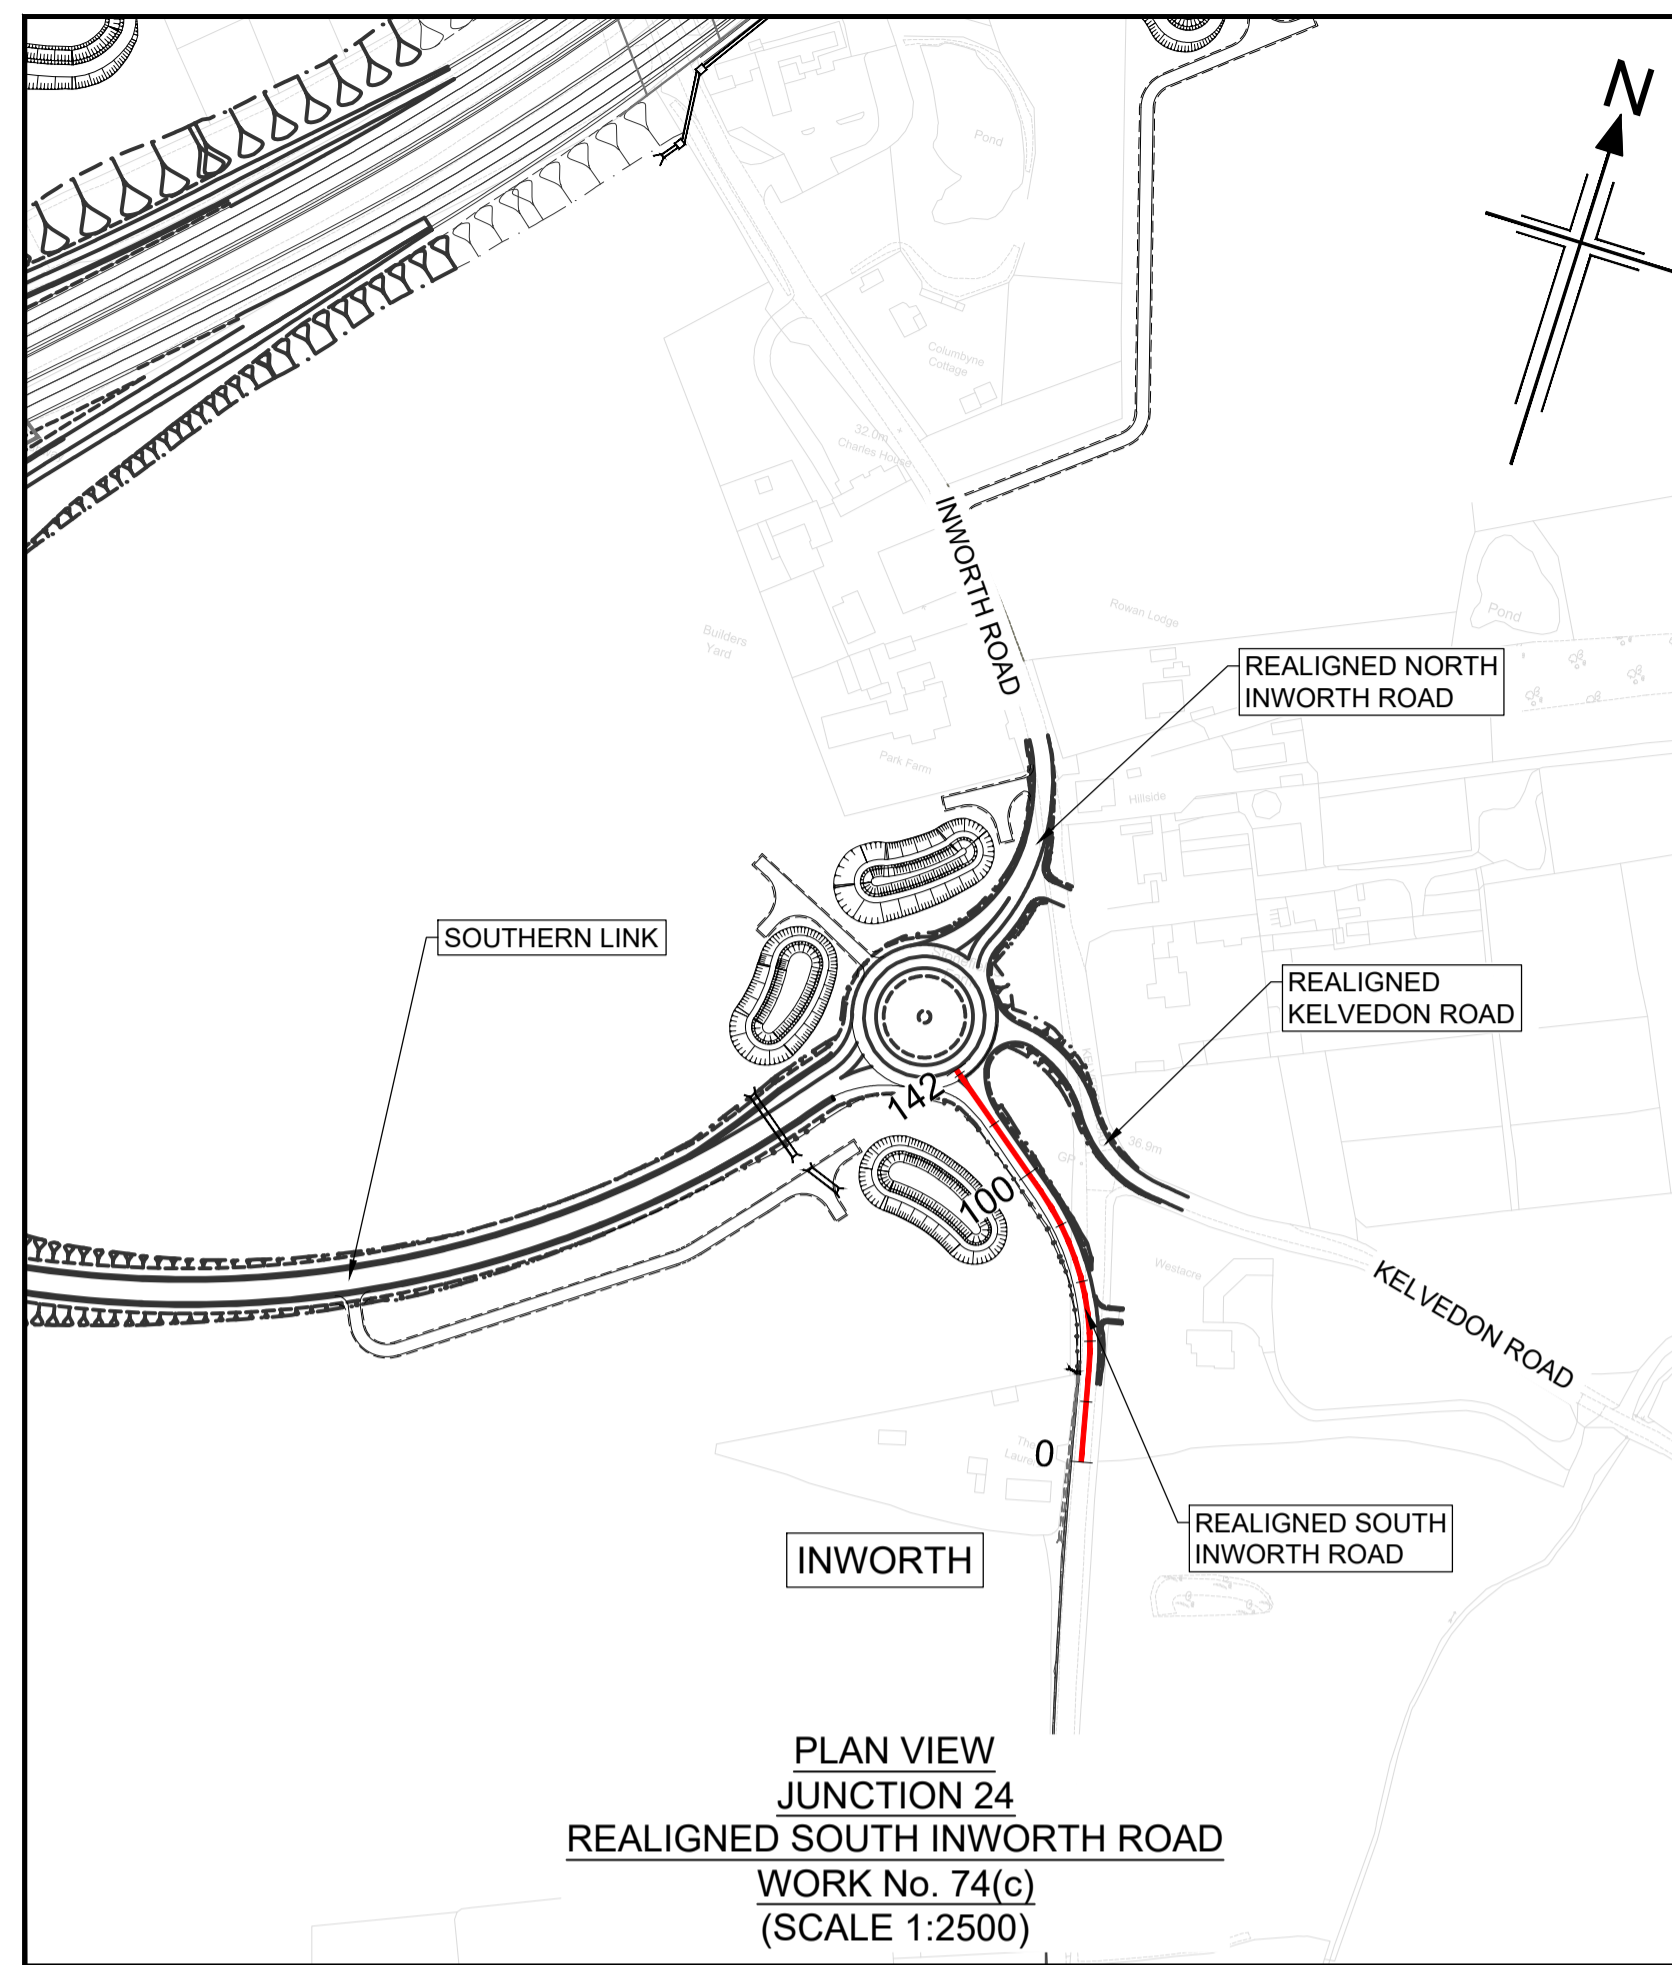 N
Pond
Columbyne
Cottage
32.0m
Charles House
INWORTH ROAD
Rowan Lodge
Pond
Builders
Yard
REALIGNED NORTH
INWORTH ROAD
Park Farm
Hillside
SOUTHERN LINK
REALIGNED
KELVEDON ROAD
142
36.9m
GP
100
Westacre
KELVEDON ROAD
The
0
REALIGNED SOUTH
INWORTH ROAD
INWORTH
PLAN VIEW
JUNCTION 24
REALIGNED SOUTH INWORTH ROAD
WORK No. 74(c)
(SCALE 1:2500)